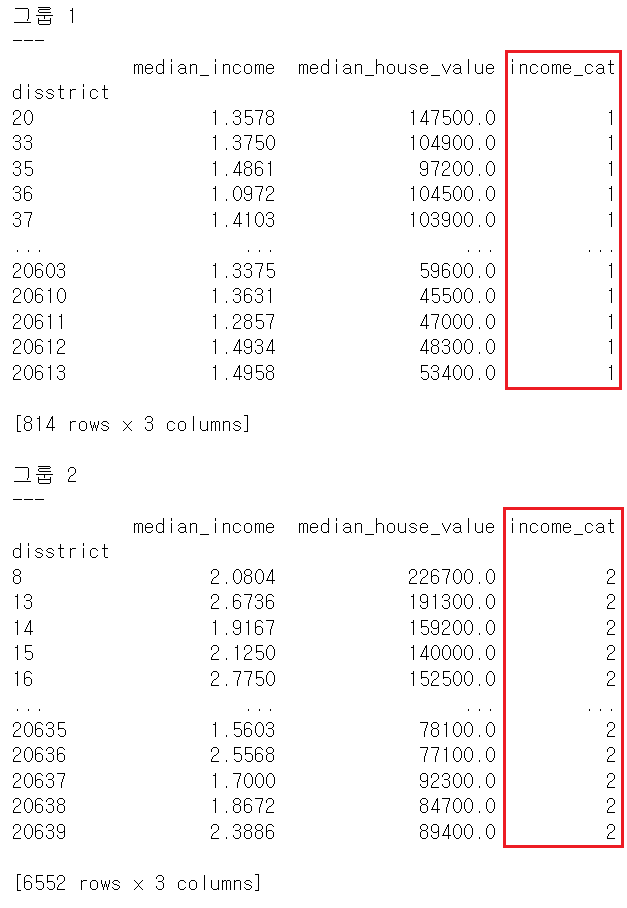 그룹 1
---
median_income median_house_value income_cat
disstrict
20 1.3578 147500.0 1
33 1.3750 104900.0 1
35 1.4861 97200.0 1
36 1.0972 104500.0 1
37 1.4103 103900.0 1
... ... ... ...
20603 1.3375 59600.0 1
20610 1.3631 45500.0 1
20611 1.2857 47000.0 1
20612 1.4934 48300.0 1
20613 1.4958 53400.0 1
[814 rows x 3 columns]
그룹 2
---
median_income median_house_value income_cat
disstrict
8 2.0804 226700.0 2
13 2.6736 191300.0 2
14 1.9167 159200.0 2
15 2.1250 140000.0 2
16 2.7750 152500.0 2
... ... ... ...
20635 1.5603 78100.0 2
20636 2.5568 77100.0 2
20637 1.7000 92300.0 2
20638 1.8672 84700.0 2
20639 2.3886 89400.0 2
[6552 rows x 3 columns]